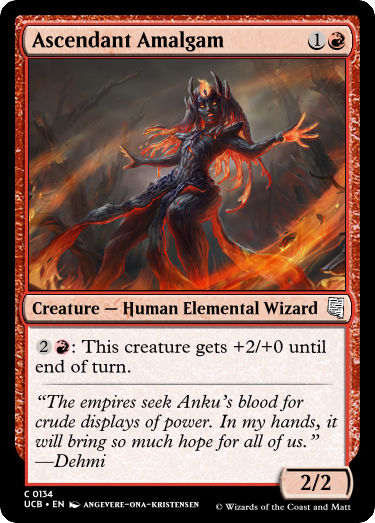 Ascendant Amalgam 1
Creature — Human Elemental Wizard
2 : This creature gets +2/+0 until
end of turn.
“The empires seek Anku's blood for
crude displays of power. In my hands, it
will bring so much hope for all of us.”
—Dehmi
2/2
C 0134
UCB • EN ANGEVERE-ONA-KRISTENSEN
© Wizards of the Coast and Matt